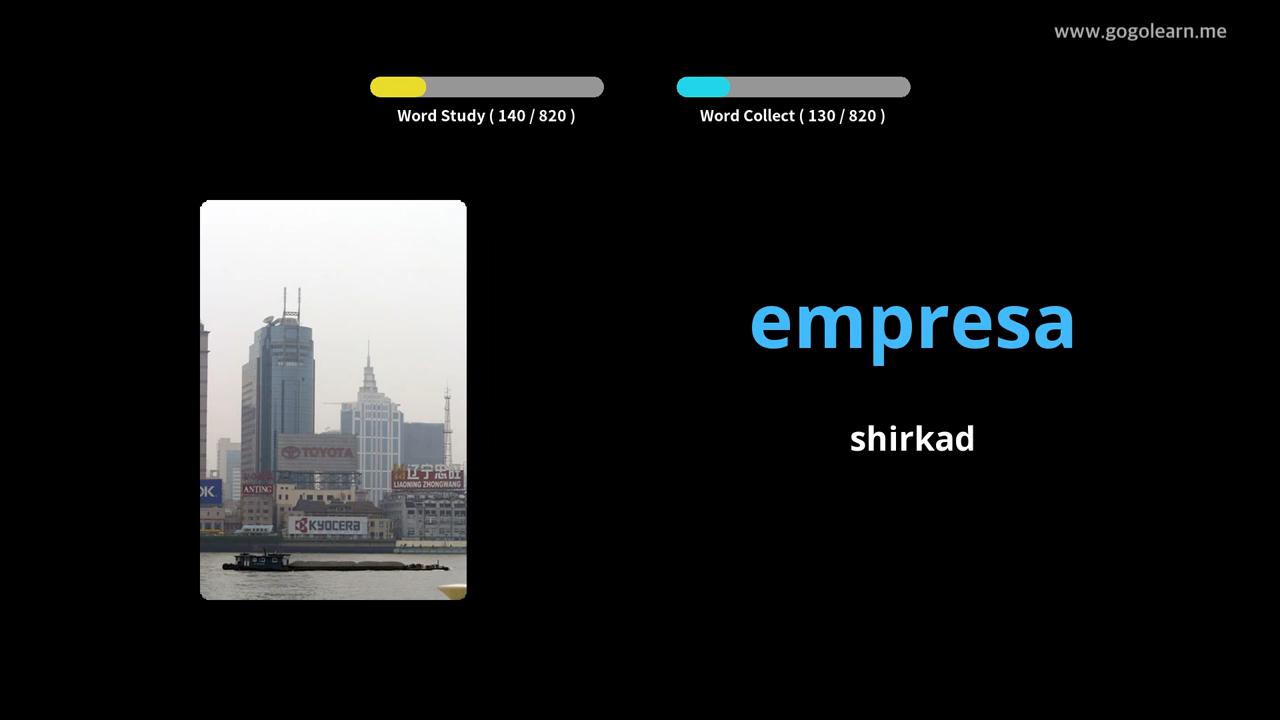 www.gogolearn.me
Word Study ( 140 / 820 )
Word Collect ( 130 / 820 )
empresa
shirkad
TOYOTA
辽宁忠旺
LIAONING ZHONGWANG
ANTING
KYOCERA